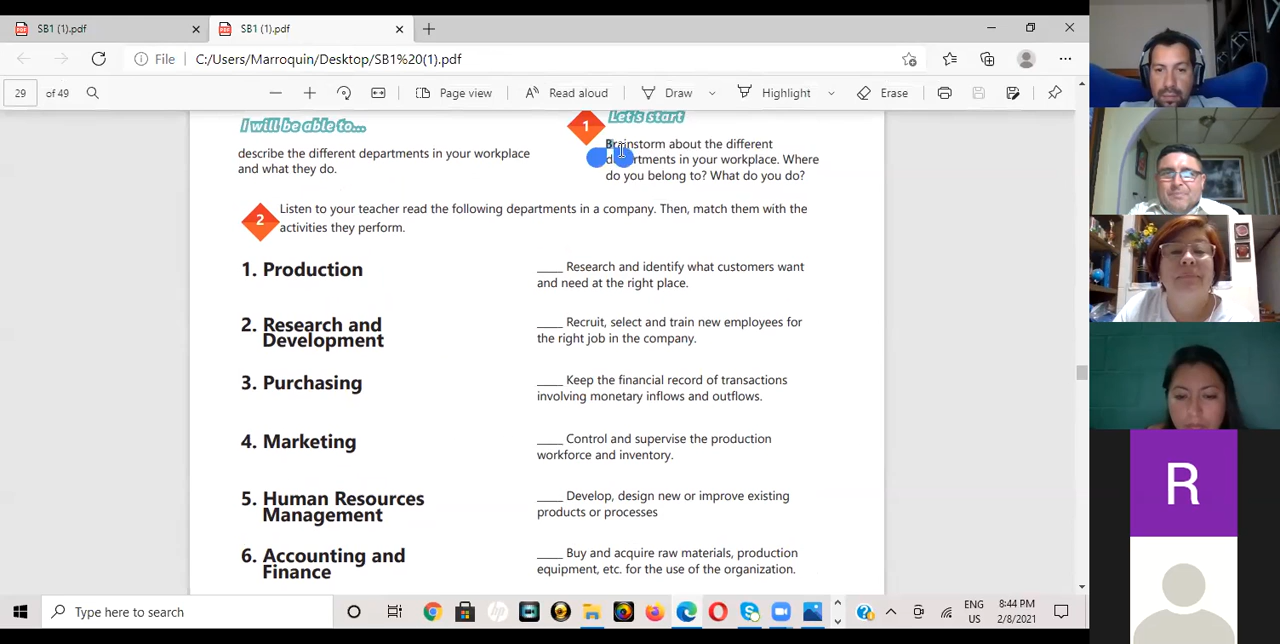 SB1 (1).pdf
SB1 (1).pdf
File C:/Users/Marroquin/Desktop/SB1%20(1).pdf
29 of 49 Page view Read aloud Draw Highlight Erase
I will be able to...
describe the different departments in your workplace
and what they do.
1 Let's start
Brainstorm about the different
departments in your workplace. Where
do you belong to? What do you do?
2 Listen to your teacher read the following departments in a company. Then, match them with the
activities they perform.
1. Production
____ Research and identify what customers want
and need at the right place.
2. Research and
Development
____ Recruit, select and train new employees for
the right job in the company.
3. Purchasing
____ Keep the financial record of transactions
involving monetary inflows and outflows.
4. Marketing
____ Control and supervise the production
workforce and inventory.
5. Human Resources
Management
____ Develop, design new or improve existing
products or processes
6. Accounting and
Finance
____ Buy and acquire raw materials, production
equipment, etc. for the use of the organization.
R
Type here to search
ENG
US
8:44 PM
2/8/2021